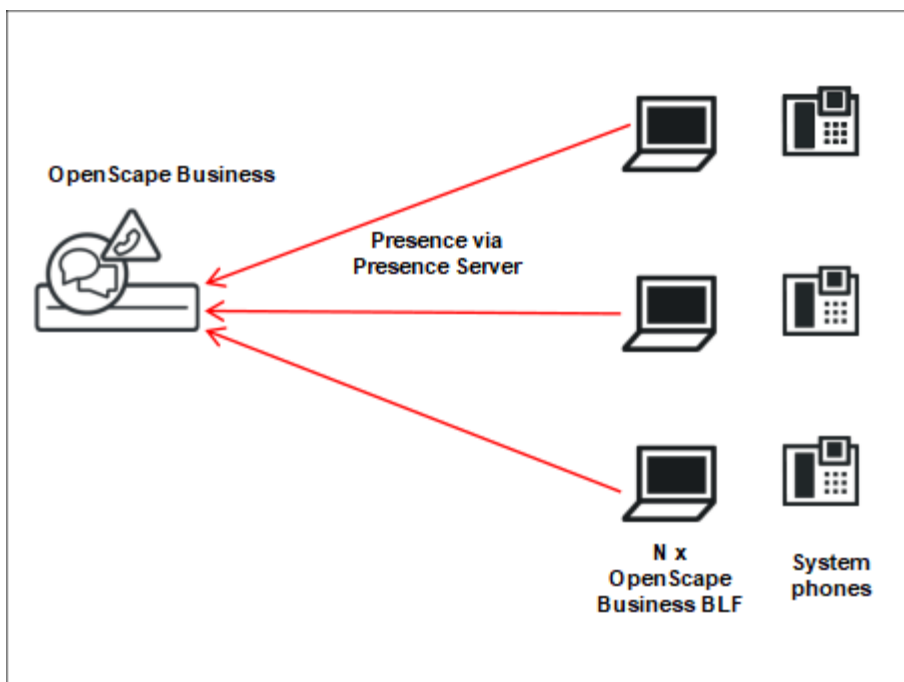 OpenScape Business
Presence via
Presence Server
N x
OpenScape
Business BLF
System
phones